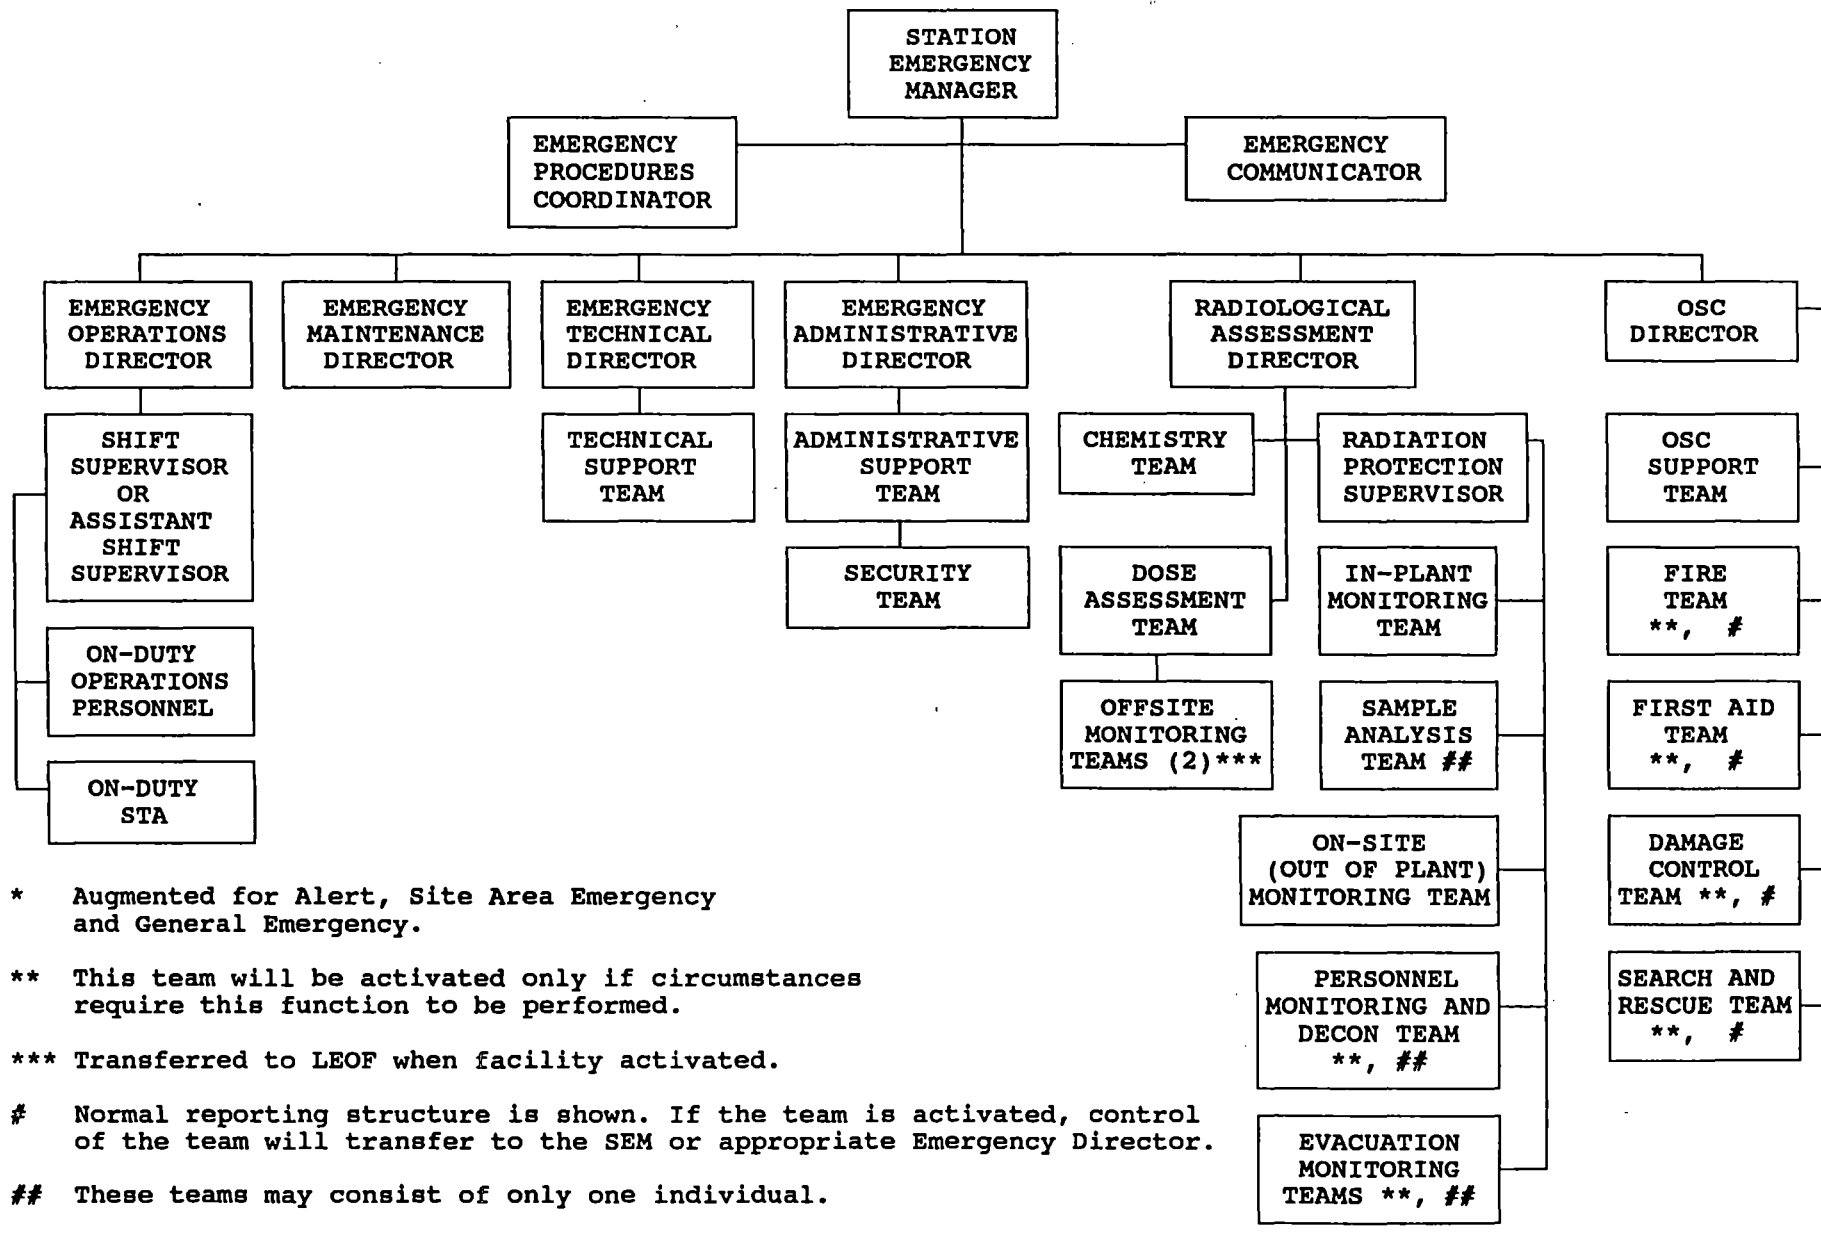 STATION
EMERGENCY
MANAGER
EMERGENCY
PROCEDURES
COORDINATOR
EMERGENCY
COMMUNICATOR
EMERGENCY
OPERATIONS
DIRECTOR
EMERGENCY
MAINTENANCE
DIRECTOR
EMERGENCY
TECHNICAL
DIRECTOR
EMERGENCY
ADMINISTRATIVE
DIRECTOR
RADIOLOGICAL
ASSESSMENT
DIRECTOR
OSC
DIRECTOR
SHIFT
SUPERVISOR
OR
ASSISTANT
SHIFT
SUPERVISOR
TECHNICAL
SUPPORT
TEAM
ADMINISTRATIVE
SUPPORT
TEAM
CHEMISTRY
TEAM
RADIATION
PROTECTION
SUPERVISOR
OSC
SUPPORT
TEAM
SECURITY
TEAM
DOSE
ASSESSMENT
TEAM
IN-PLANT
MONITORING
TEAM
FIRE
TEAM
**, #
ON-DUTY
OPERATIONS
PERSONNEL
OFFSITE
MONITORING
TEAMS (2)***
SAMPLE
ANALYSIS
TEAM ##
FIRST AID
TEAM
**, #
ON-DUTY
STA
ON-SITE
(OUT OF PLANT)
MONITORING TEAM
DAMAGE
CONTROL
TEAM **, #
PERSONNEL
MONITORING AND
DECON TEAM
**, ##
SEARCH AND
RESCUE TEAM
**, #
EVACUATION
MONITORING
TEAMS **, ##
* Augmented for Alert, Site Area Emergency
and General Emergency.
** This team will be activated only if circumstances
require this function to be performed.
*** Transferred to LEOF when facility activated.
# Normal reporting structure is shown. If the team is activated, control
of the team will transfer to the SEM or appropriate Emergency Director.
## These teams may consist of only one individual.